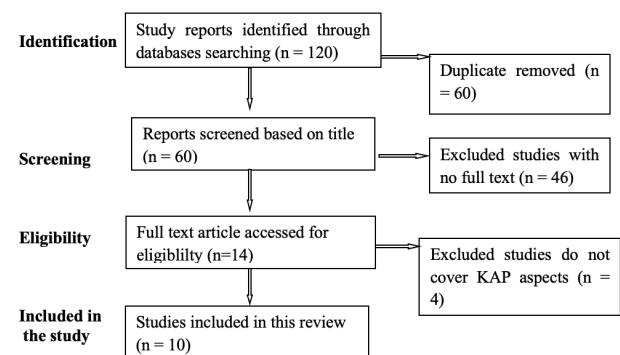 Identification
Study reports identified through
databases searching (n = 120)
Duplicate removed (n
= 60)
Screening
Reports screened based on title
(n = 60)
Excluded studies with
no full text (n = 46)
Eligibility
Full text article accessed for
eligiblilty (n=14)
Excluded studies do not
cover KAP aspects (n =
4)
Included in
the study
Studies included in this review
(n = 10)